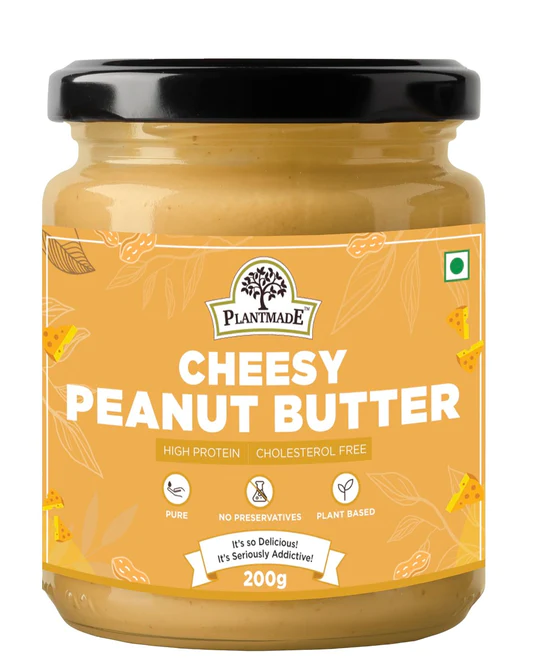 PLANTMADE™
CHEESY
PEANUT BUTTER
HIGH PROTEIN | CHOLESTEROL FREE
PURE
NO PRESERVATIVES
PLANT BASED
It's so Delicious!
It's Seriously Addictive!
200g